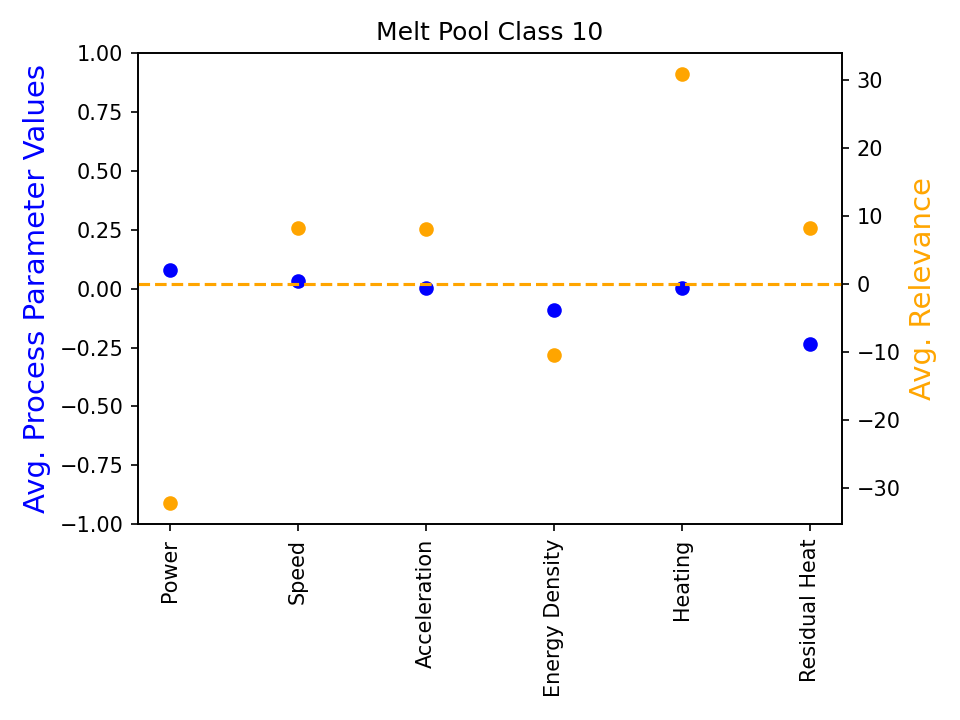 Melt Pool Class 10
Avg. Process Parameter Values
1.00
0.75
0.50
0.25
0.00
−0.25
−0.50
−0.75
−1.00
30
20
10
0
−10
−20
−30
Avg. Relevance
Power
Speed
Acceleration
Energy Density
Heating
Residual Heat